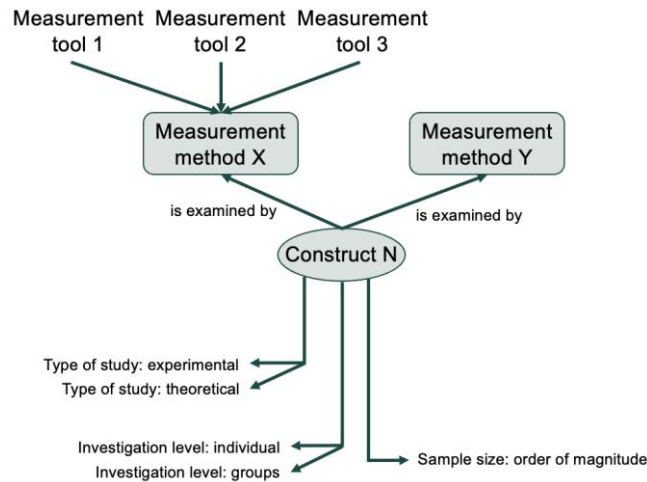 Measurement
tool 1
Measurement
tool 2
Measurement
tool 3
Measurement
method X
Measurement
method Y
is examined by
is examined by
Construct N
Type of study: experimental
Type of study: theoretical
Investigation level: individual
Investigation level: groups
Sample size: order of magnitude